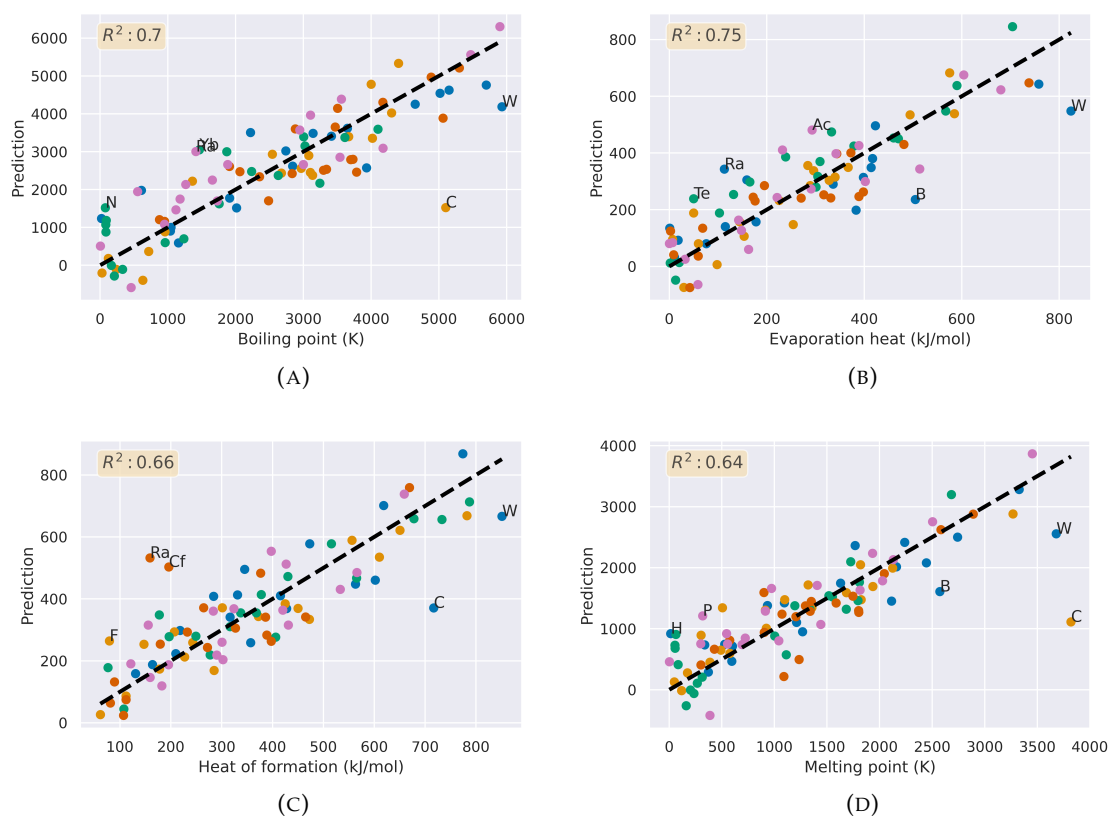 R² : 0.7
6000
5000
4000
3000
2000
1000
0
Prediction
N
Yb
W
C
0 1000 2000 3000 4000 5000 6000
Boiling point (K)
(A)
R² : 0.75
800
600
400
200
0
Prediction
Ac
Ra
Te
B
W
0 200 400 600 800
Evaporation heat (kJ/mol)
(B)
R² : 0.66
800
600
400
200
0
Prediction
Ra
Cf
F
W
C
100 200 300 400 500 600 700 800
Heat of formation (kJ/mol)
(C)
R² : 0.64
4000
3000
2000
1000
0
Prediction
H
P
B
W
C
0 500 1000 1500 2000 2500 3000 3500 4000
Melting point (K)
(D)